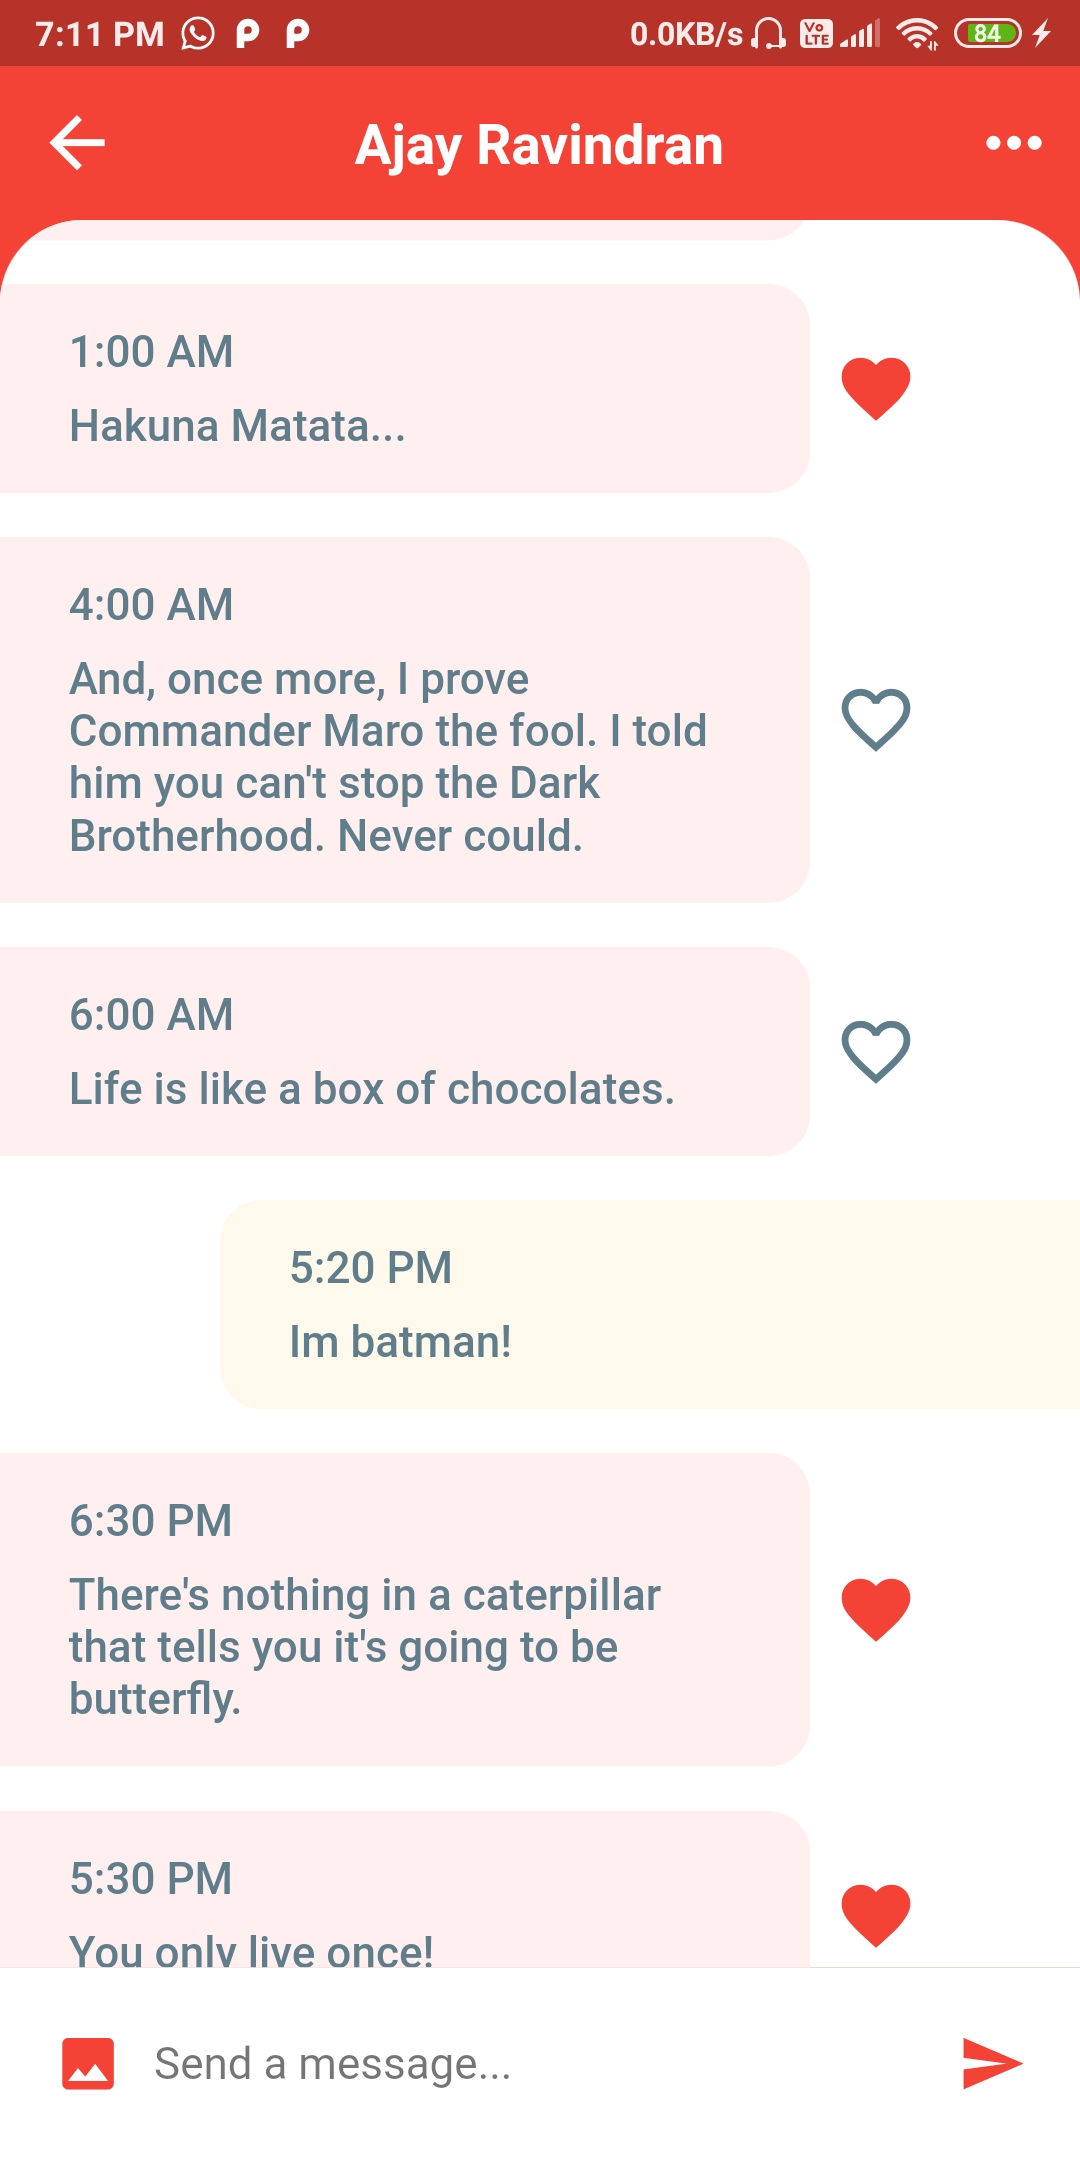 7:11 PM 0.0KB/s Vo LTE 84
Ajay Ravindran
1:00 AM
Hakuna Matata...
4:00 AM
And, once more, I prove
Commander Maro the fool. I told
him you can't stop the Dark
Brotherhood. Never could.
6:00 AM
Life is like a box of chocolates.
5:20 PM
Im batman!
6:30 PM
There's nothing in a caterpillar
that tells you it's going to be
butterfly.
5:30 PM
You only live once!
Send a message...